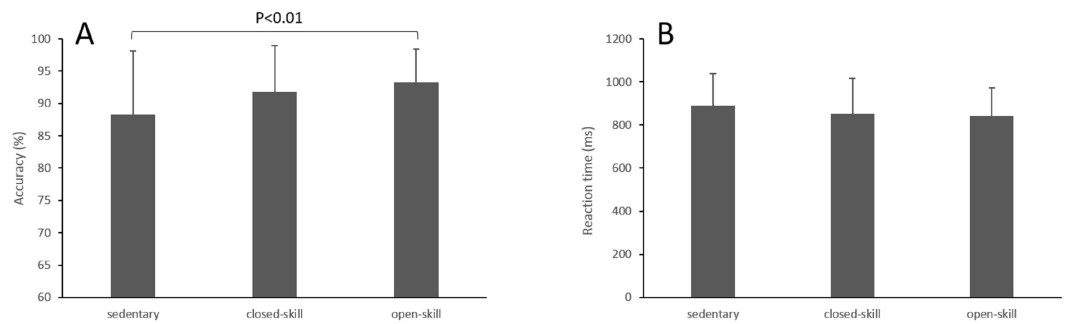 A
P<0.01
100
95
90
85
80
75
70
65
60
Accuracy (%)
sedentary closed-skill open-skill
B
1200
1000
800
600
400
200
0
Reaction time (ms)
sedentary closed-skill open-skill